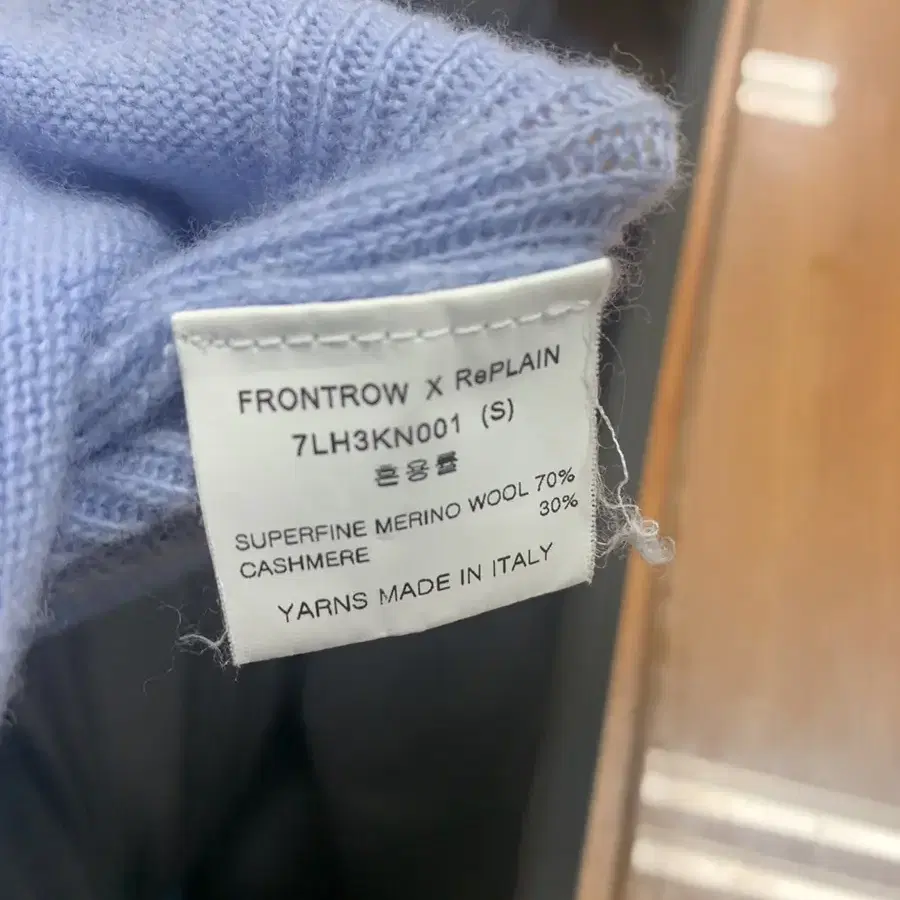 FRONTROW X RePLAIN
7LH3KN001 (S)
혼용률
SUPERFINE MERINO WOOL 70%
CASHMERE 30%
YARNS MADE IN ITALY